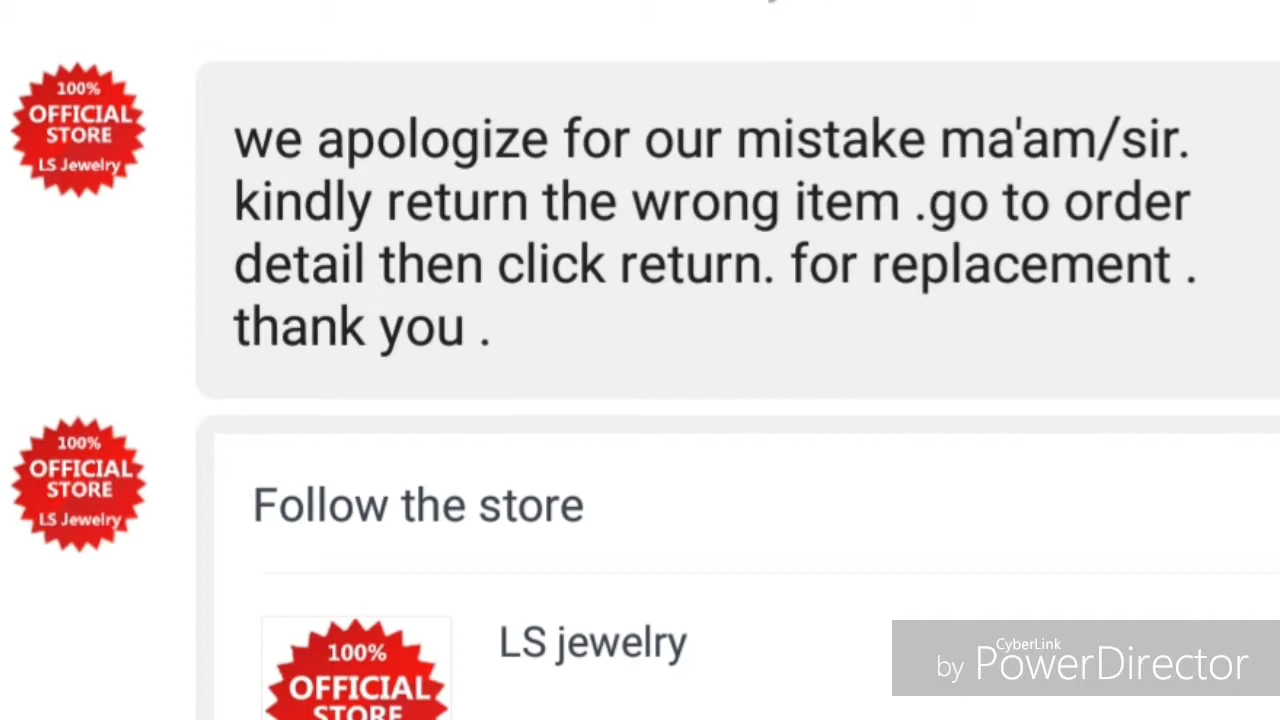 100%
OFFICIAL
STORE
LS Jewelry
we apologize for our mistake ma'am/sir.
kindly return the wrong item .go to order
detail then click return. for replacement .
thank you .
100%
OFFICIAL
STORE
LS Jewelry
Follow the store
100%
OFFICIAL
STORE
LS jewelry
CyberLink
by PowerDirector